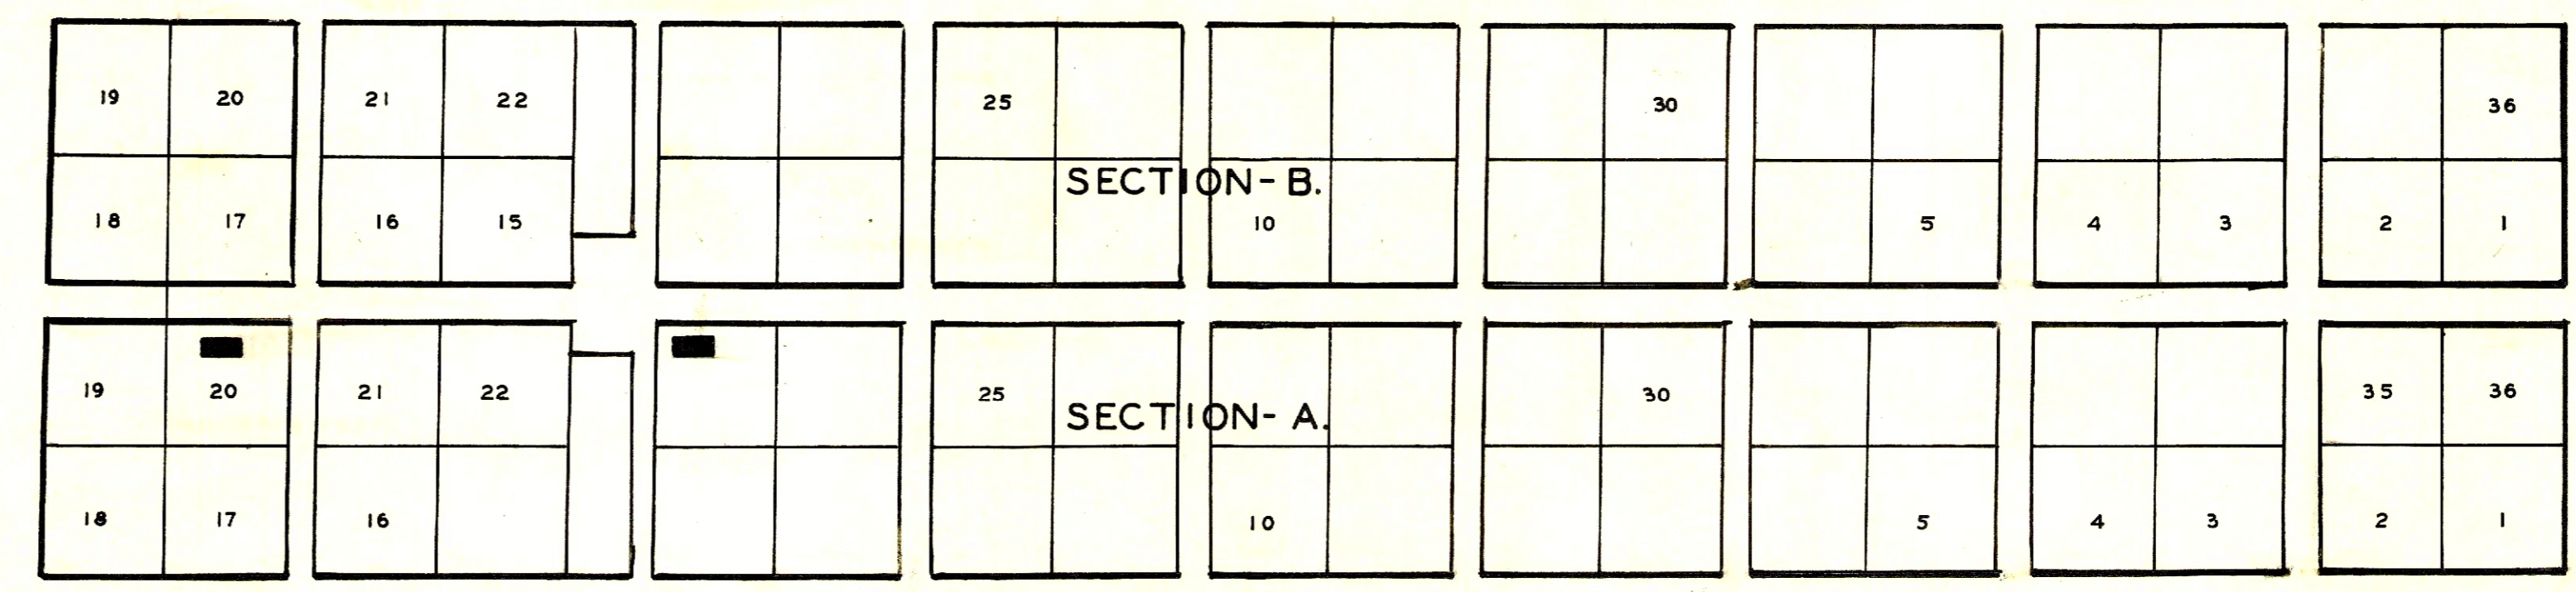 19 20 21 22 25 30 36
SECTION-B.
18 17 16 15 10 5 4 3 2 1
19 20 21 22 25 30 35 36
SECTION-A.
18 17 16 10 5 4 3 2 1